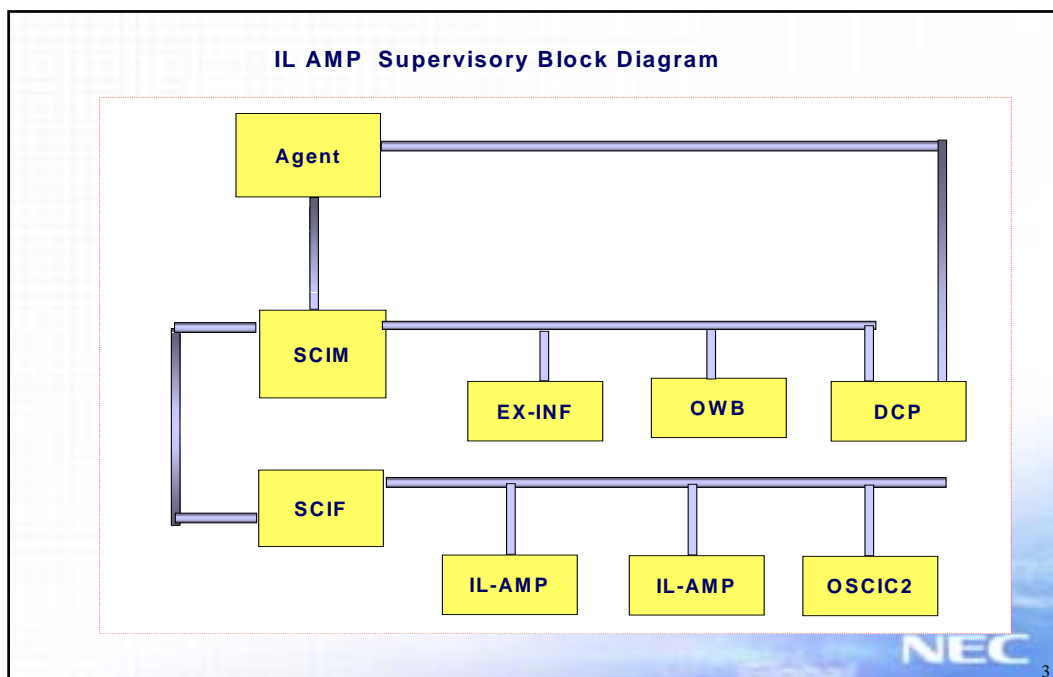 IL AMP Supervisory Block Diagram
Agent
SCIM
EX-INF
OWB
DCP
SCIF
IL-AMP
IL-AMP
OSCIC2
NEC
3